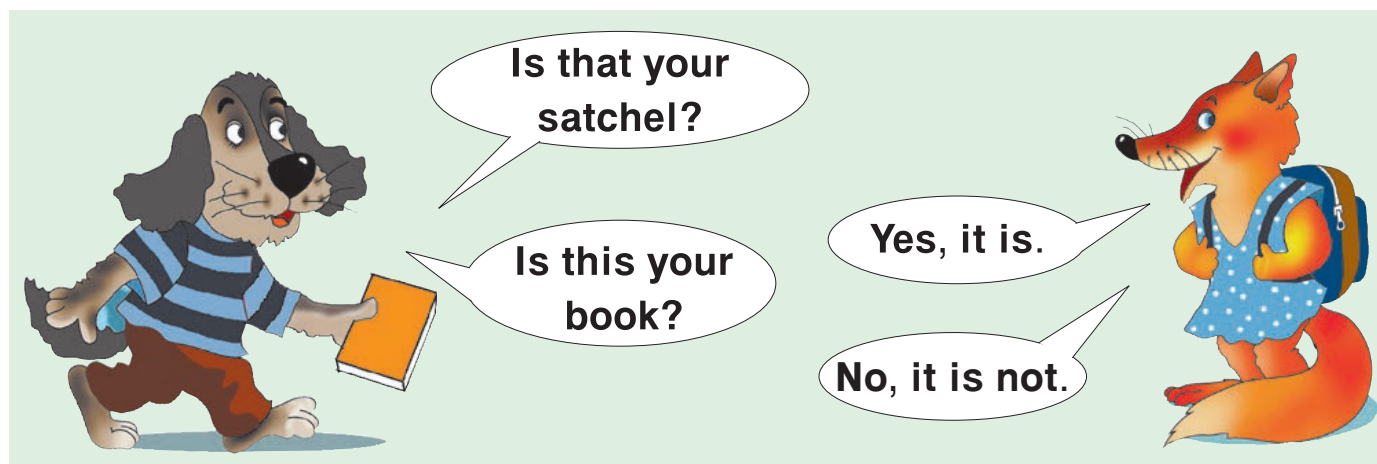 Is that your
satchel?
Yes, it is.
Is this your
book?
No, it is not.